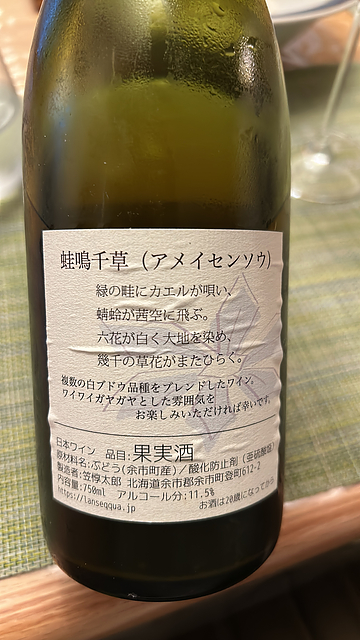 蛙鳴千草（アメイセンソウ）
緑の畦にカエルが唄い、
蜻蛉が茜空に飛ぶ。
六花が白く大地を染め、
幾千の草花がまたひらく。
複数の白ブドウ品種をブレンドしたワイン。
ワイワイガヤガヤとした雰囲気を
お楽しみいただければ幸いです。
日本ワイン 品目:果実酒
原材料名:ぶどう(余市町産)／酸化防止剤(亜硫酸塩)
製造者:笠惇太郎 北海道余市郡余市町登町612-2
内容量:750ml アルコール分:11.5%
https://lanseqqua.jp お酒は20歳になってか